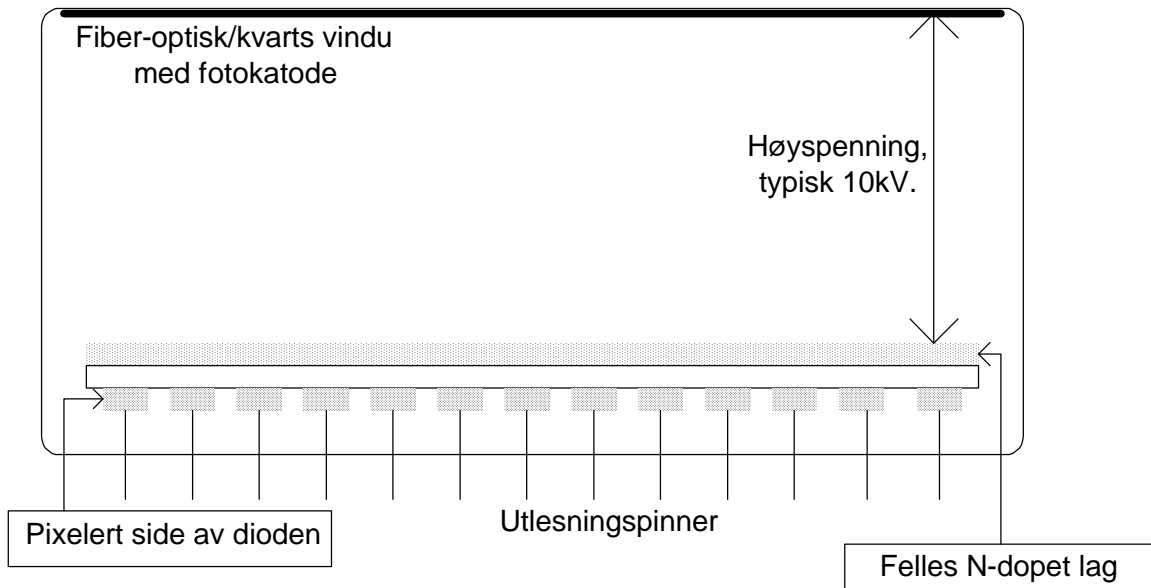 Fiber-optisk/kvarts vindu
med fotokatode
Høyspenning,
typisk 10kV.
Pixelert side av dioden
Utlesningspinner
Felles N-dopet lag